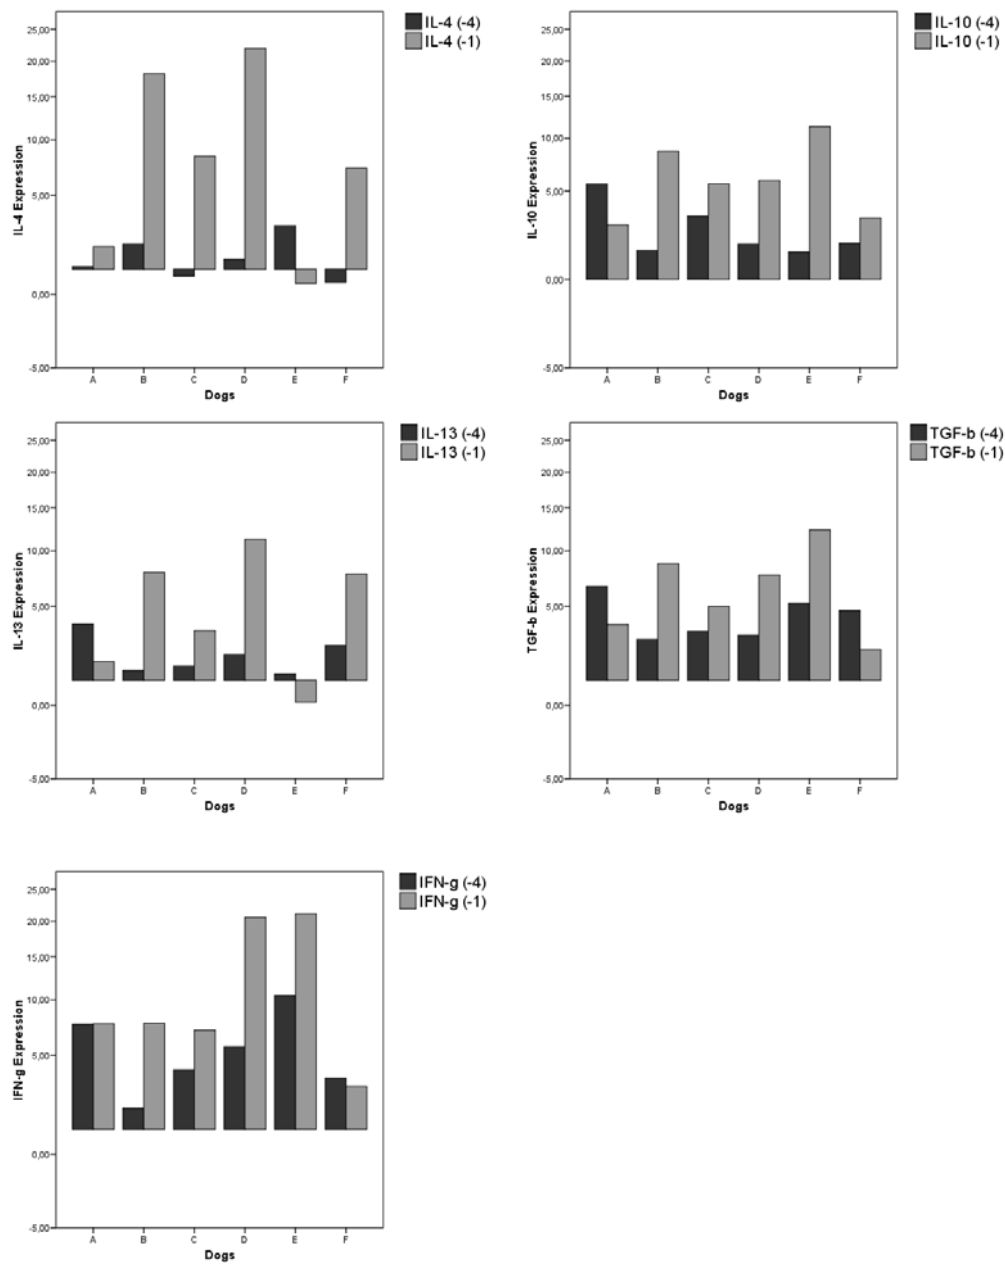 IL-4 (-4)
IL-4 (-1)
25,00
20,00
15,00
10,00
5,00
0,00
-5,00
IL-4 Expression
A B C D E F
Dogs
IL-10 (-4)
IL-10 (-1)
25,00
20,00
15,00
10,00
5,00
0,00
-5,00
IL-10 Expression
A B C D E F
Dogs
IL-13 (-4)
IL-13 (-1)
25,00
20,00
15,00
10,00
5,00
0,00
-5,00
IL-13 Expression
A B C D E F
Dogs
TGF-b (-4)
TGF-b (-1)
25,00
20,00
15,00
10,00
5,00
0,00
-5,00
TGF-b Expression
A B C D E F
Dogs
IFN-g (-4)
IFN-g (-1)
25,00
20,00
15,00
10,00
5,00
0,00
-5,00
IFN-g Expression
A B C D E F
Dogs